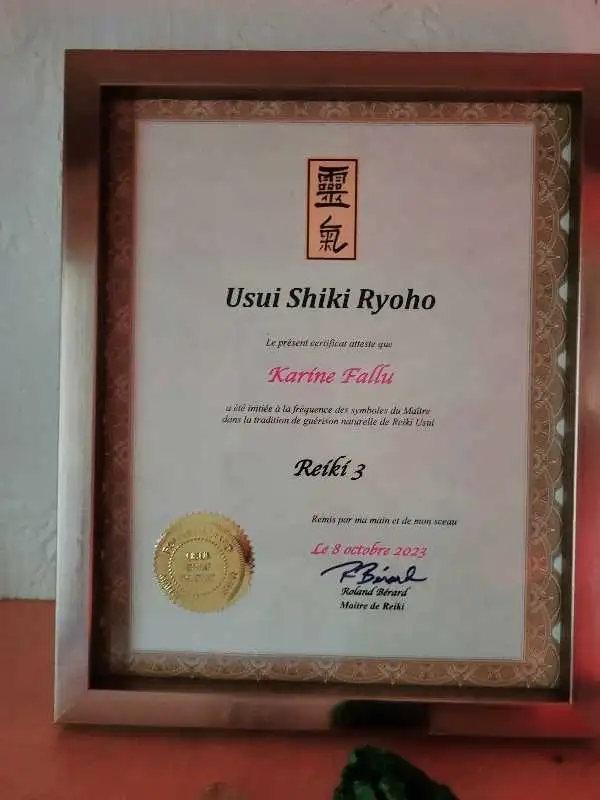 靈
氣
Usui Shiki Ryoho
Le présent certificat atteste que
Karine Fallu
a été initiée à la fréquence des symboles du Maître
dans la tradition de guérison naturelle de Reiki Usui
Reiki 3
Remis par ma main et de mon sceau
Le 8 octobre 2023
R Bérard
Roland Bérard
Maître de Reiki